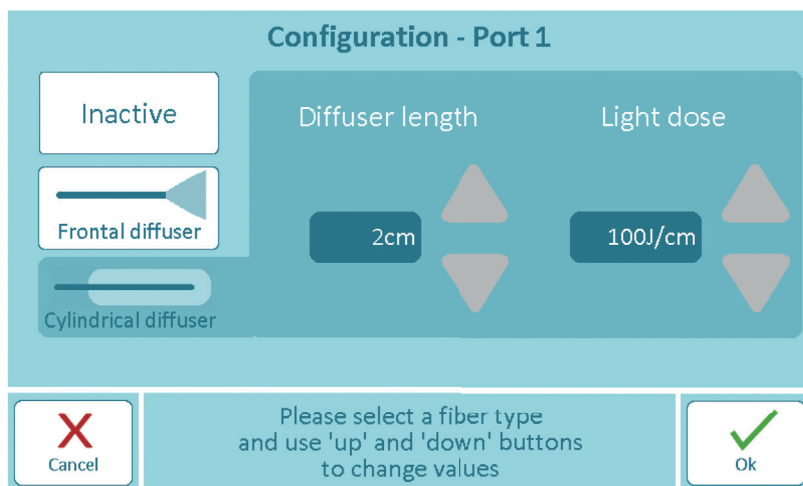 Configuration - Port 1
Inactive
Frontal diffuser
Cylindrical diffuser
Diffuser length
2cm
Light dose
100J/cm
Cancel
Please select a fiber type
and use 'up' and 'down' buttons
to change values
Ok